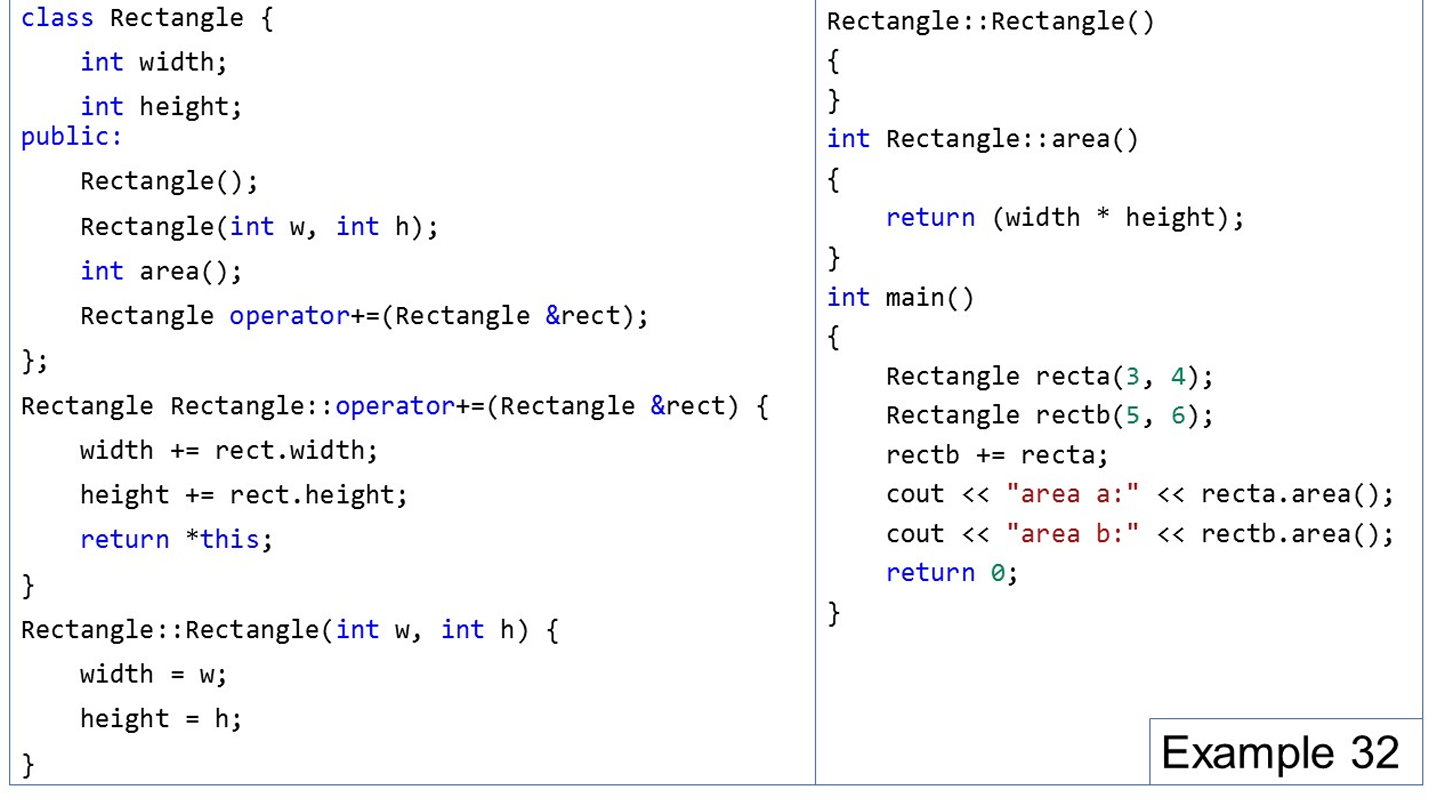 class Rectangle {
    int width;
    int height;
public:
    Rectangle();
    Rectangle(int w, int h);
    int area();
    Rectangle operator+=(Rectangle &rect);
};
Rectangle Rectangle::operator+=(Rectangle &rect) {
    width += rect.width;
    height += rect.height;
    return *this;
}
Rectangle::Rectangle(int w, int h) {
    width = w;
    height = h;
}
Rectangle::Rectangle()
{
}
int Rectangle::area()
{
    return (width * height);
}
int main()
{
    Rectangle recta(3, 4);
    Rectangle rectb(5, 6);
    rectb += recta;
    cout << "area a:" << recta.area();
    cout << "area b:" << rectb.area();
    return 0;
}
Example 32